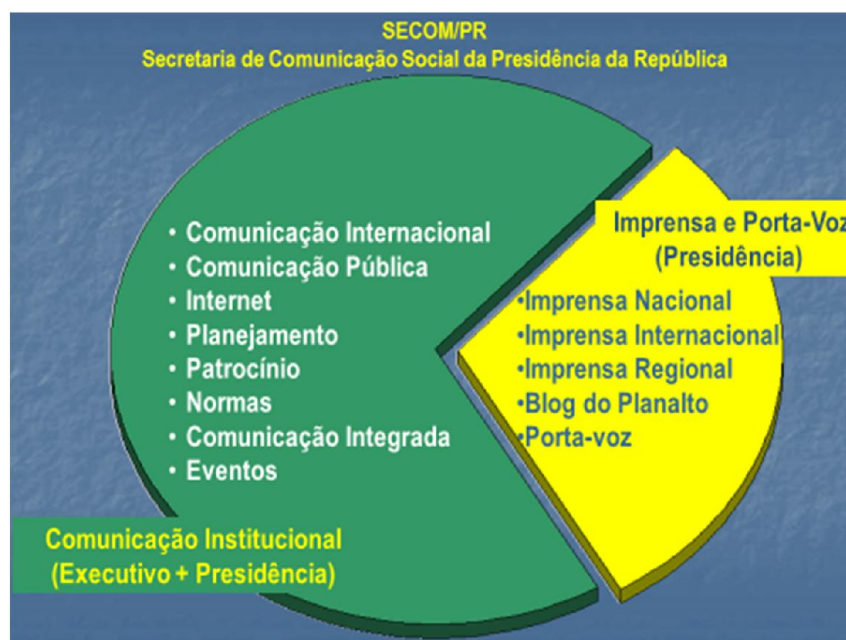 SECOM/PR
Secretaria de Comunicação Social da Presidência da República
• Comunicação Internacional
• Comunicação Pública
• Internet
• Planejamento
• Patrocínio
• Normas
• Comunicação Integrada
• Eventos
Comunicação Institucional
(Executivo + Presidência)
Imprensa e Porta-Voz
(Presidência)
•Imprensa Nacional
•Imprensa Internacional
•Imprensa Regional
•Blog do Planalto
•Porta-voz